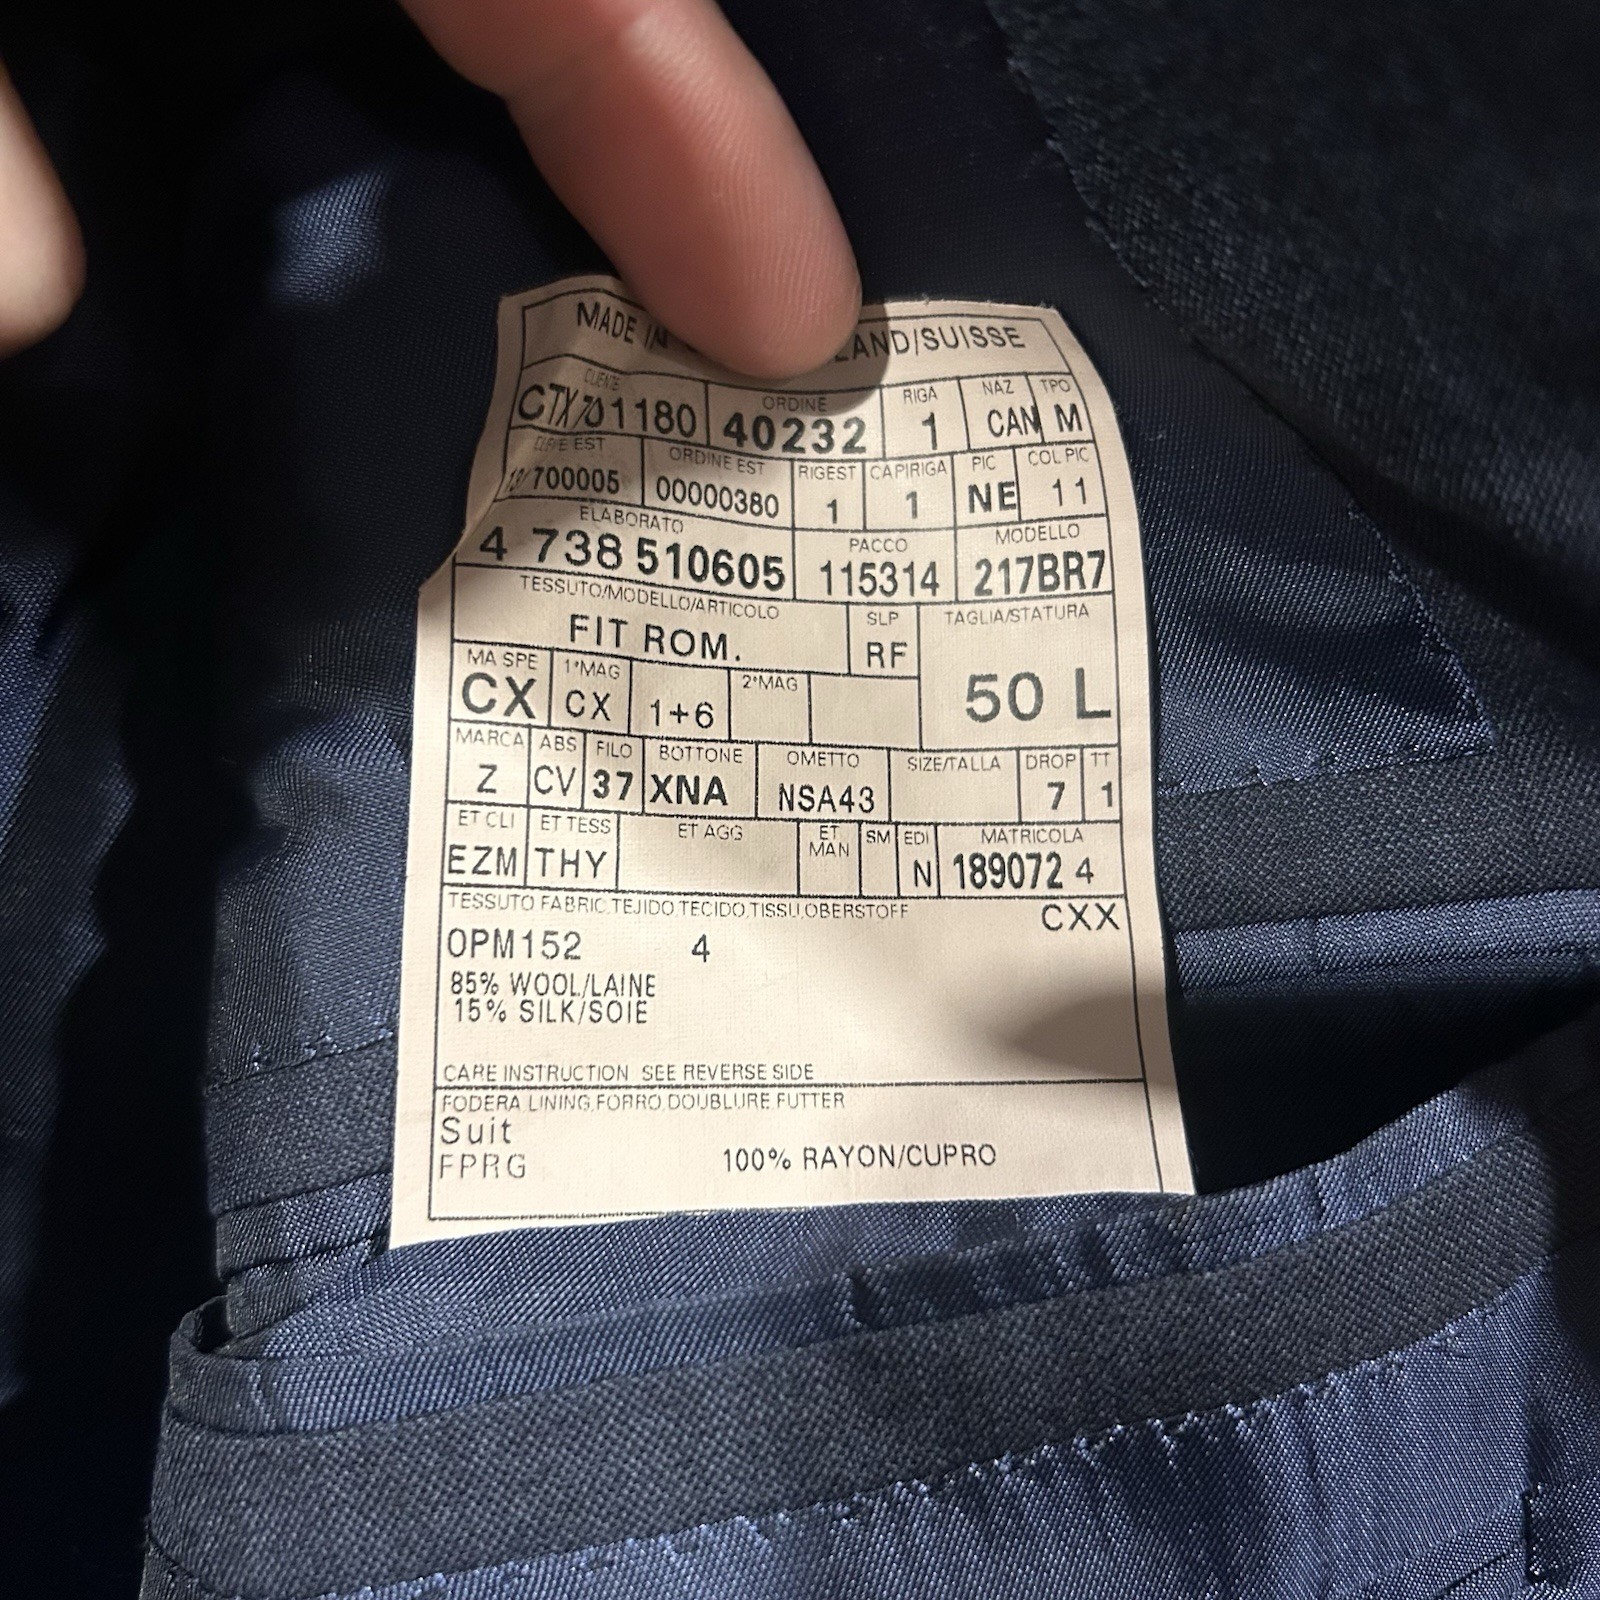 MADE IN LAND/SUISSE
CLIENTE ORDINE RIGA NAZ TPO
CTX701180 40232 1 CAN M
EST ORDINE EST RIGEST CAPIRIGA PIC COL PIC
/700005 00000380 1 1 NE 11
ELABORATO PACCO MODELLO
4 738 510605 115314 217BR7
TESSUTO/MODELLO/ARTICOLO SLP TAGLIA/STATURA
FIT ROM. RF 50 L
MA SPE 1°MAG 2°MAG
CX CX 1+6
MARCA ABS FILO BOTTONE OMETTO SIZE/TALLA DROP TT
Z CV 37 XNA NSA43 7 1
ET CLI ET TESS ET AGG ET MAN SM EDI MATRICOLA
EZM THY N 189072 4
TESSUTO FABRIC,TEJIDO,TECIDO,TISSU,OBERSTOFF CXX
OPM152 4
85% WOOL/LAINE
15% SILK/SOIE
CARE INSTRUCTION SEE REVERSE SIDE
FODERA LINING,FORRO,DOUBLURE,FUTTER
Suit
FPRG 100% RAYON/CUPRO